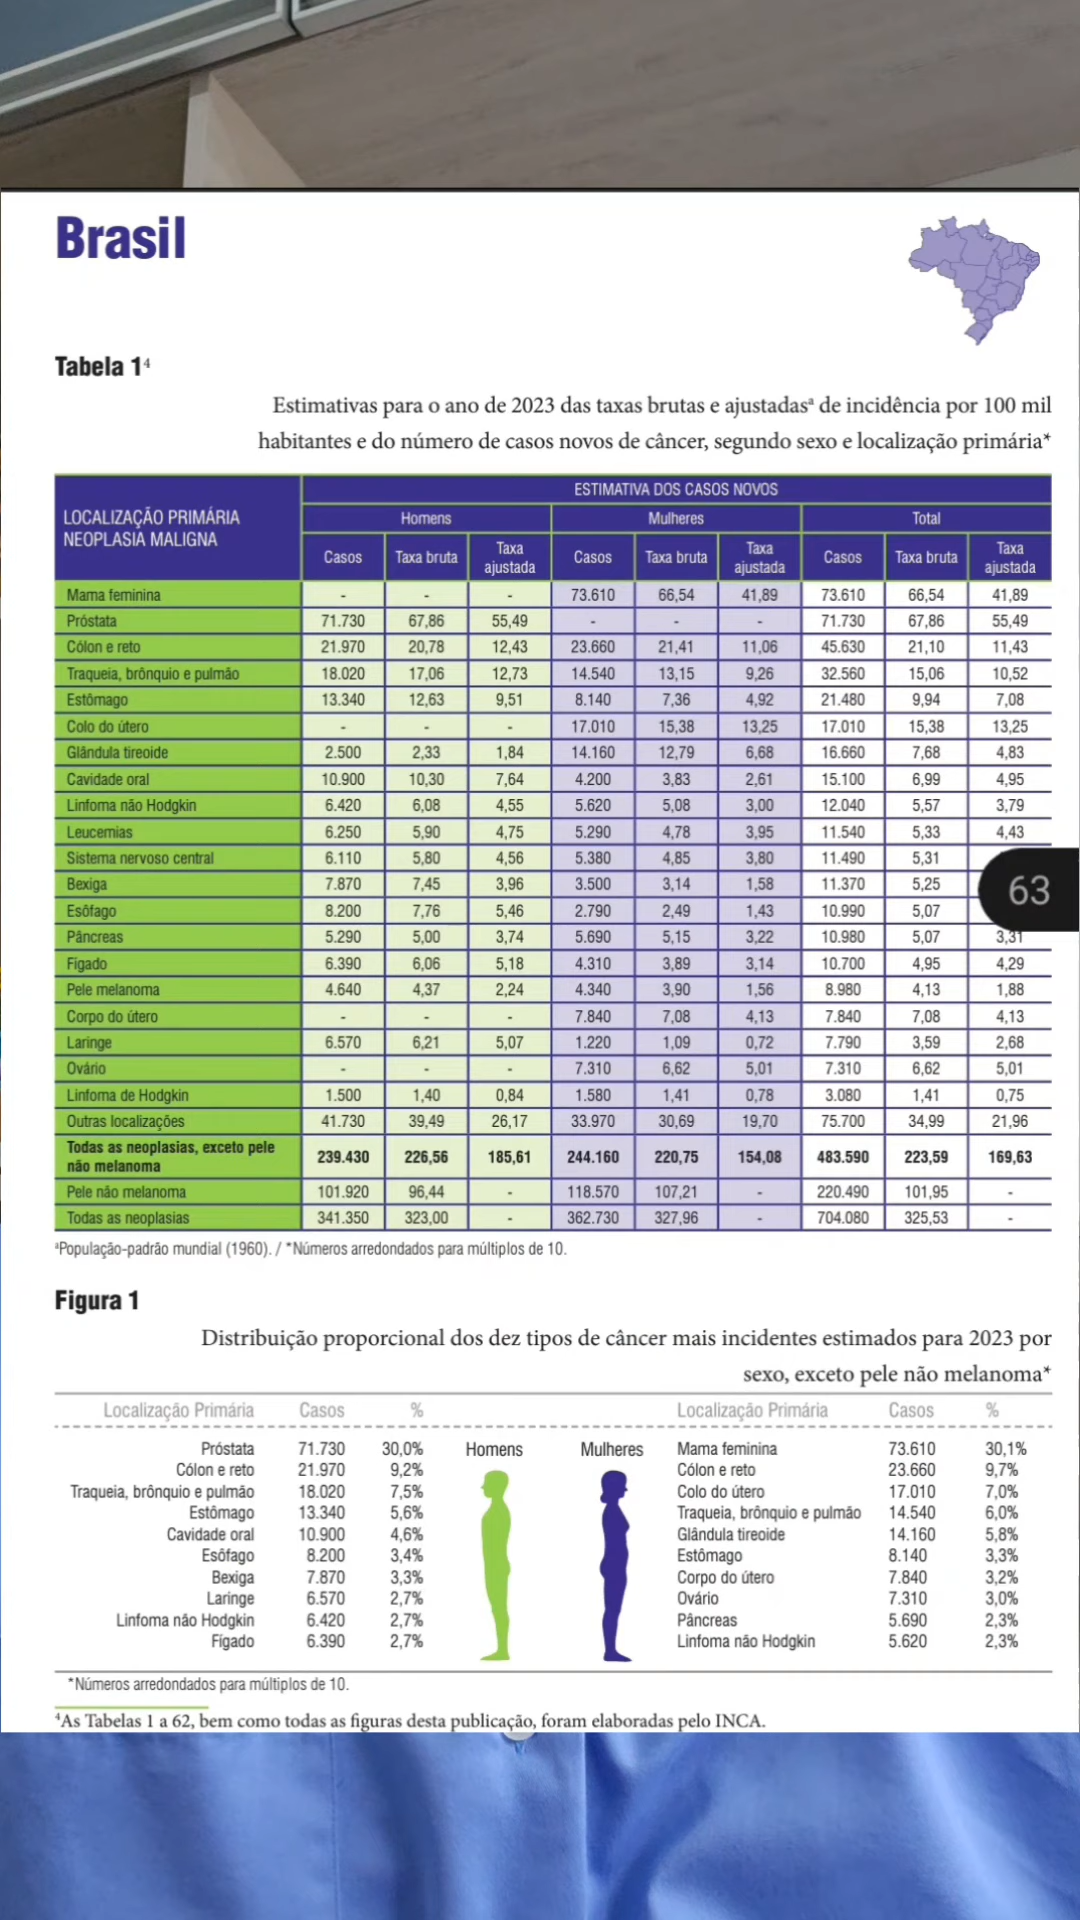 Brasil
Tabela 1⁴
Estimativas para o ano de 2023 das taxas brutas e ajustadasª de incidência por 100 mil
habitantes e do número de casos novos de câncer, segundo sexo e localização primária*
LOCALIZAÇÃO PRIMÁRIA
NEOPLASIA MALIGNA
ESTIMATIVA DOS CASOS NOVOS
Homens Mulheres Total
Casos Taxa bruta Taxa ajustada Casos Taxa bruta Taxa ajustada Casos Taxa bruta Taxa ajustada
Mama feminina - - - 73.610 66,54 41,89 73.610 66,54 41,89
Próstata 71.730 67,86 55,49 - - - 71.730 67,86 55,49
Cólon e reto 21.970 20,78 12,43 23.660 21,41 11,06 45.630 21,10 11,43
Traqueia, brônquio e pulmão 18.020 17,06 12,73 14.540 13,15 9,26 32.560 15,06 10,52
Estômago 13.340 12,63 9,51 8.140 7,36 4,92 21.480 9,94 7,08
Colo do útero - - - 17.010 15,38 13,25 17.010 15,38 13,25
Glândula tireoide 2.500 2,33 1,84 14.160 12,79 6,68 16.660 7,68 4,83
Cavidade oral 10.900 10,30 7,64 4.200 3,83 2,61 15.100 6,99 4,95
Linfoma não Hodgkin 6.420 6,08 4,55 5.620 5,08 3,00 12.040 5,57 3,79
Leucemias 6.250 5,90 4,75 5.290 4,78 3,95 11.540 5,33 4,43
Sistema nervoso central 6.110 5,80 4,56 5.380 4,85 3,80 11.490 5,31
Bexiga 7.870 7,45 3,96 3.500 3,14 1,58 11.370 5,25
63
Esôfago 8.200 7,76 5,46 2.790 2,49 1,43 10.990 5,07
Pâncreas 5.290 5,00 3,74 5.690 5,15 3,22 10.980 5,07 3,31
Fígado 6.390 6,06 5,18 4.310 3,89 3,14 10.700 4,95 4,29
Pele melanoma 4.640 4,37 2,24 4.340 3,90 1,56 8.980 4,13 1,88
Corpo do útero - - - 7.840 7,08 4,13 7.840 7,08 4,13
Laringe 6.570 6,21 5,07 1.220 1,09 0,72 7.790 3,59 2,68
Ovário - - - 7.310 6,62 5,01 7.310 6,62 5,01
Linfoma de Hodgkin 1.500 1,40 0,84 1.580 1,41 0,78 3.080 1,41 0,75
Outras localizações 41.730 39,49 26,17 33.970 30,69 19,70 75.700 34,99 21,96
Todas as neoplasias, exceto pele não melanoma 239.430 226,56 185,61 244.160 220,75 154,08 483.590 223,59 169,63
Pele não melanoma 101.920 96,44 - 118.570 107,21 - 220.490 101,95 -
Todas as neoplasias 341.350 323,00 - 362.730 327,96 - 704.080 325,53 -
ªPopulação-padrão mundial (1960). / *Números arredondados para múltiplos de 10.
Figura 1
Distribuição proporcional dos dez tipos de câncer mais incidentes estimados para 2023 por
sexo, exceto pele não melanoma*
Localização Primária Casos % Localização Primária Casos %
Próstata 71.730 30,0% Homens Mulheres Mama feminina 73.610 30,1%
Cólon e reto 21.970 9,2% Cólon e reto 23.660 9,7%
Traqueia, brônquio e pulmão 18.020 7,5% Colo do útero 17.010 7,0%
Estômago 13.340 5,6% Traqueia, brônquio e pulmão 14.540 6,0%
Cavidade oral 10.900 4,6% Glândula tireoide 14.160 5,8%
Esôfago 8.200 3,4% Estômago 8.140 3,3%
Bexiga 7.870 3,3% Corpo do útero 7.840 3,2%
Laringe 6.570 2,7% Ovário 7.310 3,0%
Linfoma não Hodgkin 6.420 2,7% Pâncreas 5.690 2,3%
Fígado 6.390 2,7% Linfoma não Hodgkin 5.620 2,3%
*Números arredondados para múltiplos de 10.
⁴As Tabelas 1 a 62, bem como todas as figuras desta publicação, foram elaboradas pelo INCA.